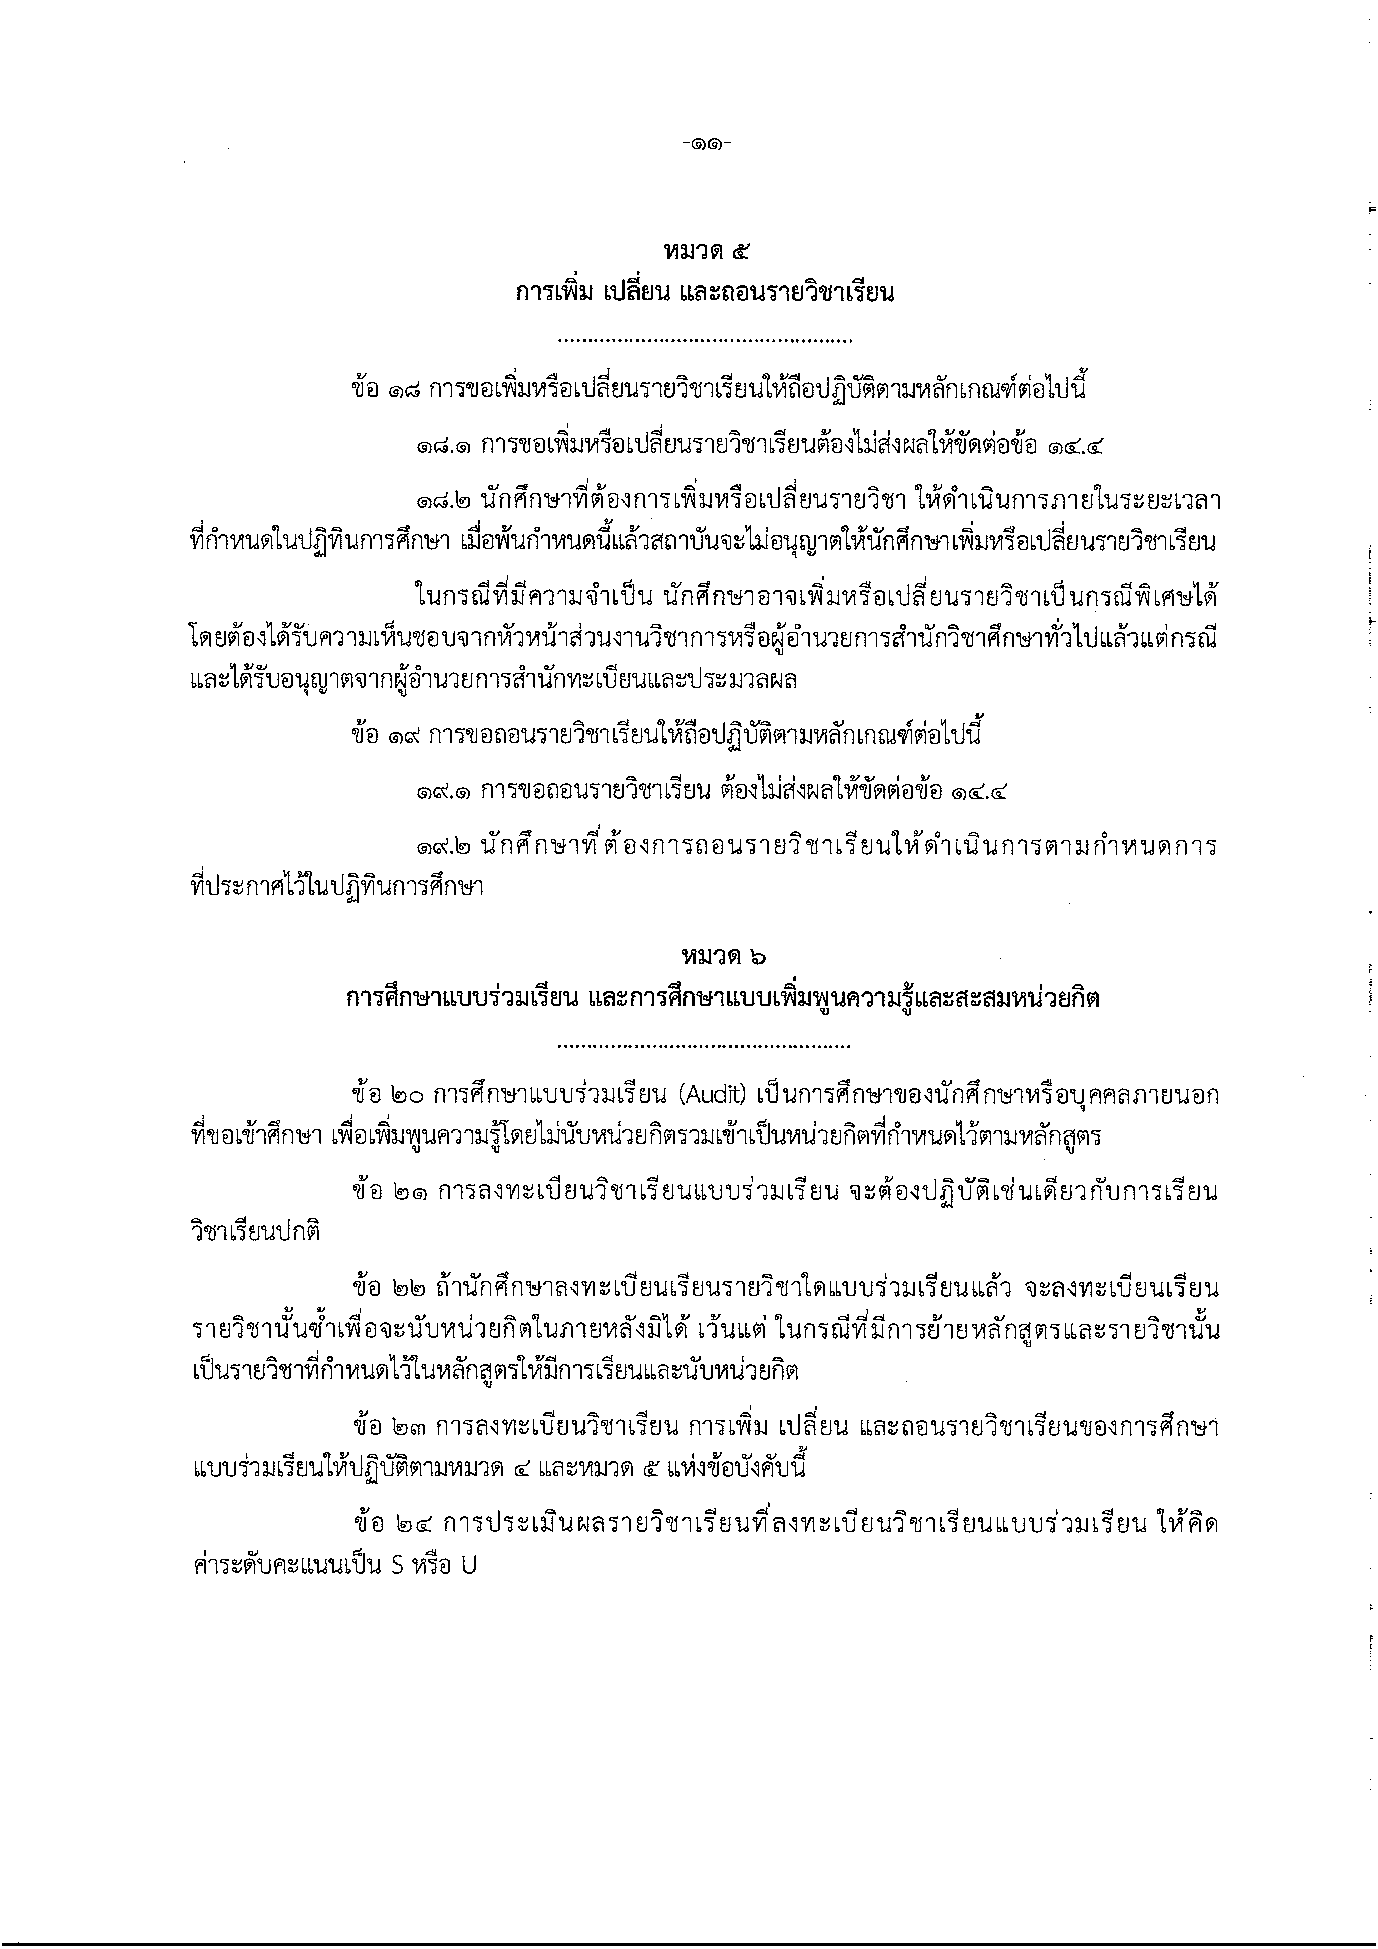 -๑๑-
หมวด ๕
การเพิ่ม เปลี่ยน และถอนรายวิชาเรียน
.................................................
ข้อ ๑๘ การขอเพิ่มหรือเปลี่ยนรายวิชาเรียนให้ถือปฏิบัติตามหลักเกณฑ์ต่อไปนี้
๑๘.๑ การขอเพิ่มหรือเปลี่ยนรายวิชาเรียนต้องไม่ส่งผลให้ขัดต่อข้อ ๑๔.๔
๑๘.๒ นักศึกษาที่ต้องการเพิ่มหรือเปลี่ยนรายวิชา ให้ดำเนินการภายในระยะเวลา
ที่กำหนดในปฏิทินการศึกษา เมื่อพ้นกำหนดนี้แล้วสถาบันจะไม่อนุญาตให้นักศึกษาเพิ่มหรือเปลี่ยนรายวิชาเรียน
ในกรณีที่มีความจำเป็น นักศึกษาอาจเพิ่มหรือเปลี่ยนรายวิชาเป็นกรณีพิเศษได้
โดยต้องได้รับความเห็นชอบจากหัวหน้าส่วนงานวิชาการหรือผู้อำนวยการสำนักวิชาศึกษาทั่วไปแล้วแต่กรณี
และได้รับอนุญาตจากผู้อำนวยการสำนักทะเบียนและประมวลผล
ข้อ ๑๙ การขอถอนรายวิชาเรียนให้ถือปฏิบัติตามหลักเกณฑ์ต่อไปนี้
๑๙.๑ การขอถอนรายวิชาเรียน ต้องไม่ส่งผลให้ขัดต่อข้อ ๑๔.๔
๑๙.๒ นักศึกษาที่ต้องการถอนรายวิชาเรียนให้ดำเนินการตามกำหนดการ
ที่ประกาศไว้ในปฏิทินการศึกษา
หมวด ๖
การศึกษาแบบร่วมเรียน และการศึกษาแบบเพิ่มพูนความรู้และสะสมหน่วยกิต
.................................................
ข้อ ๒๐ การศึกษาแบบร่วมเรียน (Audit) เป็นการศึกษาของนักศึกษาหรือบุคคลภายนอก
ที่ขอเข้าศึกษา เพื่อเพิ่มพูนความรู้โดยไม่นับหน่วยกิตรวมเข้าเป็นหน่วยกิตที่กำหนดไว้ตามหลักสูตร
ข้อ ๒๑ การลงทะเบียนวิชาเรียนแบบร่วมเรียน จะต้องปฏิบัติเช่นเดียวกับการเรียน
วิชาเรียนปกติ
ข้อ ๒๒ ถ้านักศึกษาลงทะเบียนเรียนรายวิชาใดแบบร่วมเรียนแล้ว จะลงทะเบียนเรียน
รายวิชานั้นซ้ำเพื่อจะนับหน่วยกิตในภายหลังมิได้ เว้นแต่ ในกรณีที่มีการย้ายหลักสูตรและรายวิชานั้น
เป็นรายวิชาที่กำหนดไว้ในหลักสูตรให้มีการเรียนและนับหน่วยกิต
ข้อ ๒๓ การลงทะเบียนวิชาเรียน การเพิ่ม เปลี่ยน และถอนรายวิชาเรียนของการศึกษา
แบบร่วมเรียนให้ปฏิบัติตามหมวด ๔ และหมวด ๕ แห่งข้อบังคับนี้
ข้อ ๒๔ การประเมินผลรายวิชาเรียนที่ลงทะเบียนวิชาเรียนแบบร่วมเรียน ให้คิด
ค่าระดับคะแนนเป็น S หรือ U